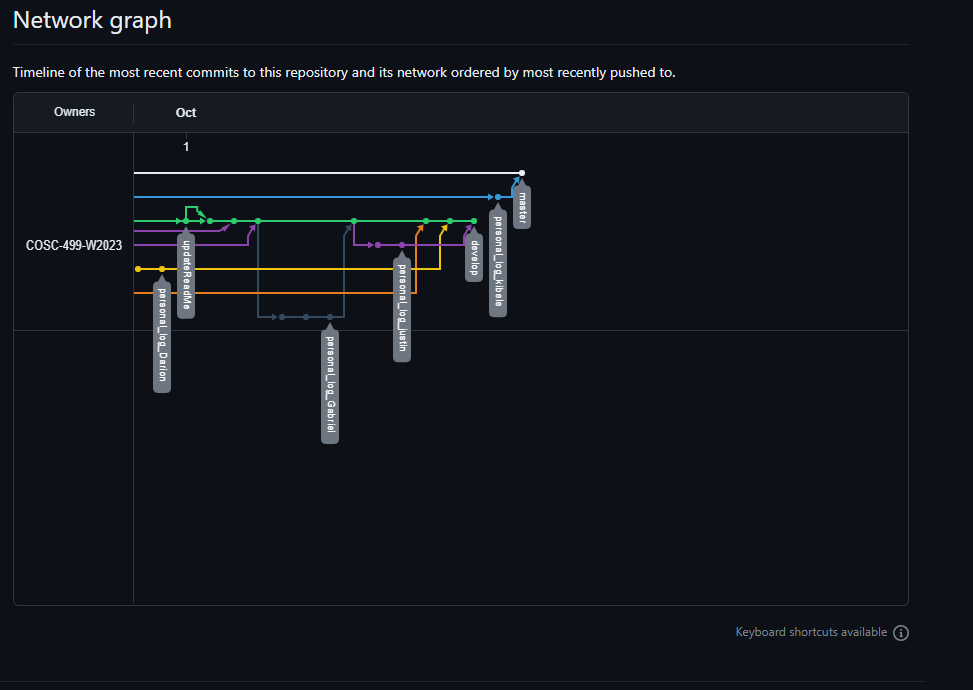 Network graph
Timeline of the most recent commits to this repository and its network ordered by most recently pushed to.
Owners
Oct
1
COSC-499-W2023
master
personal_log_kibele
develop
updateReadMe
personal_log_justin
personal_log_Darion
personal_log_Gabriel
Keyboard shortcuts available